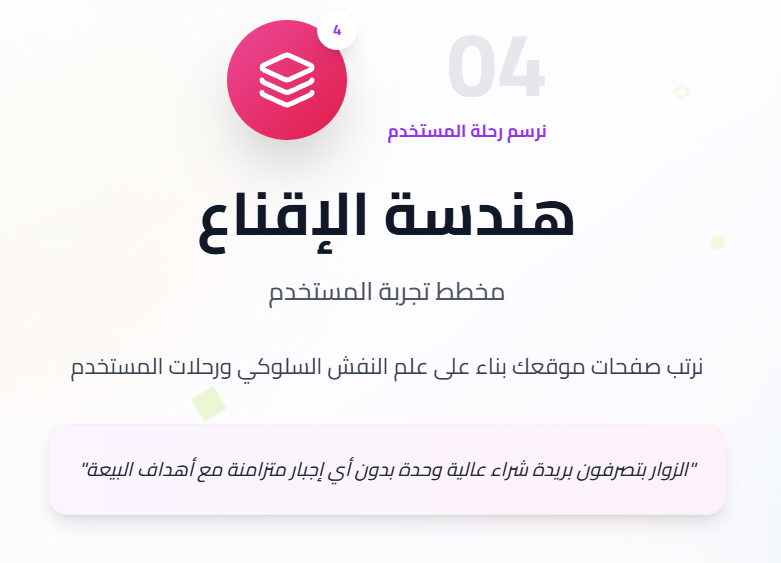 04
4
نرسم رحلة المستخدم
هندسة الإقناع
مخطط تجربة المستخدم
نرتب صفحات موقعك بناء على علم النفش السلوكي ورحلات المستخدم
"الزوار بتصرفون بريدة شراء عالية وحدة بدون أي إجبار متزامنة مع أهداف البيعة"